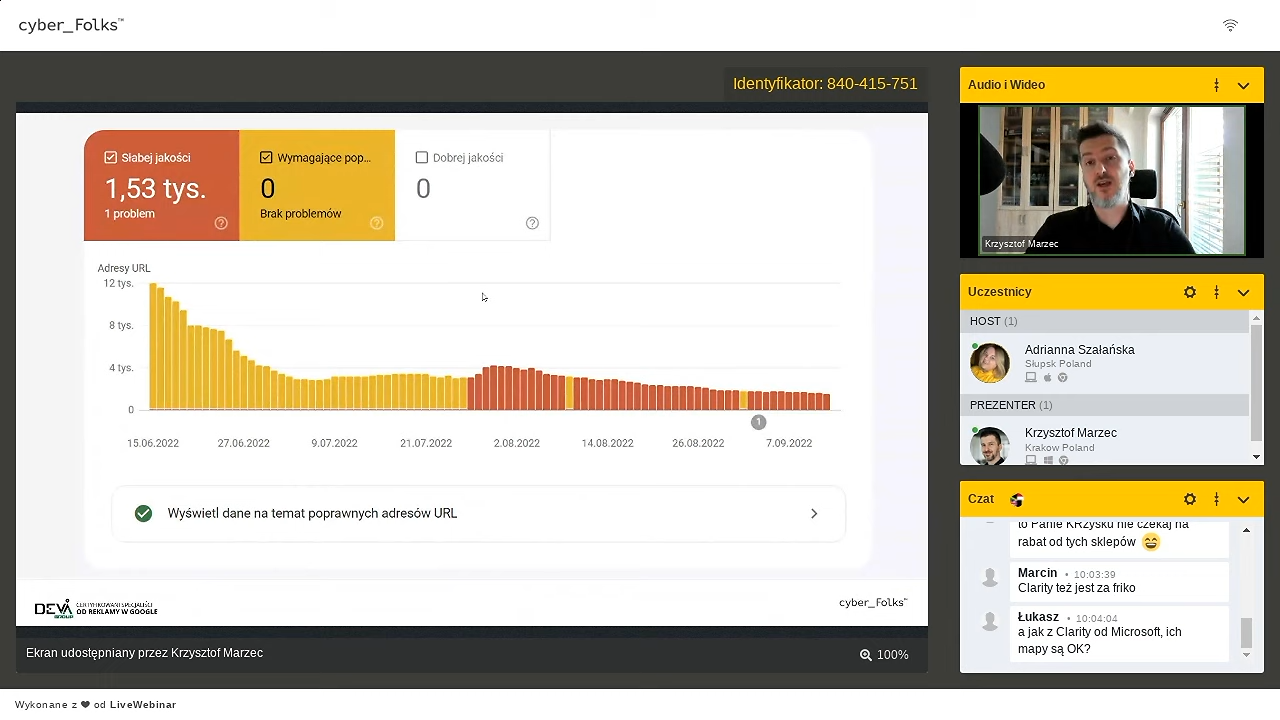 cyber_Folks™
Identyfikator: 840-415-751
Słabej jakości
1,53 tys.
1 problem
Wymagające pop...
0
Brak problemów
Dobrej jakości
0
Adresy URL
12 tys.
8 tys.
4 tys.
0
1
15.06.2022 27.06.2022 9.07.2022 21.07.2022 2.08.2022 14.08.2022 26.08.2022 7.09.2022
Wyświetl dane na temat poprawnych adresów URL
DEVA GROUP
CERTYFIKOWANI SPECJALIŚCI
OD REKLAMY W GOOGLE
cyber_Folks™
Ekran udostępniany przez Krzysztof Marzec
100%
Audio i Wideo
Krzysztof Marzec
Uczestnicy
HOST (1)
Adrianna Szałańska
Słupsk Poland
PREZENTER (1)
Krzysztof Marzec
Krakow Poland
Czat
to Panie KRzysku nie czekaj na
rabat od tych sklepów
Marcin • 10:03:39
Clarity też jest za friko
Łukasz • 10:04:04
a jak z Clarity od Microsoft, ich
mapy są OK?
Wykonane z ❤ od LiveWebinar